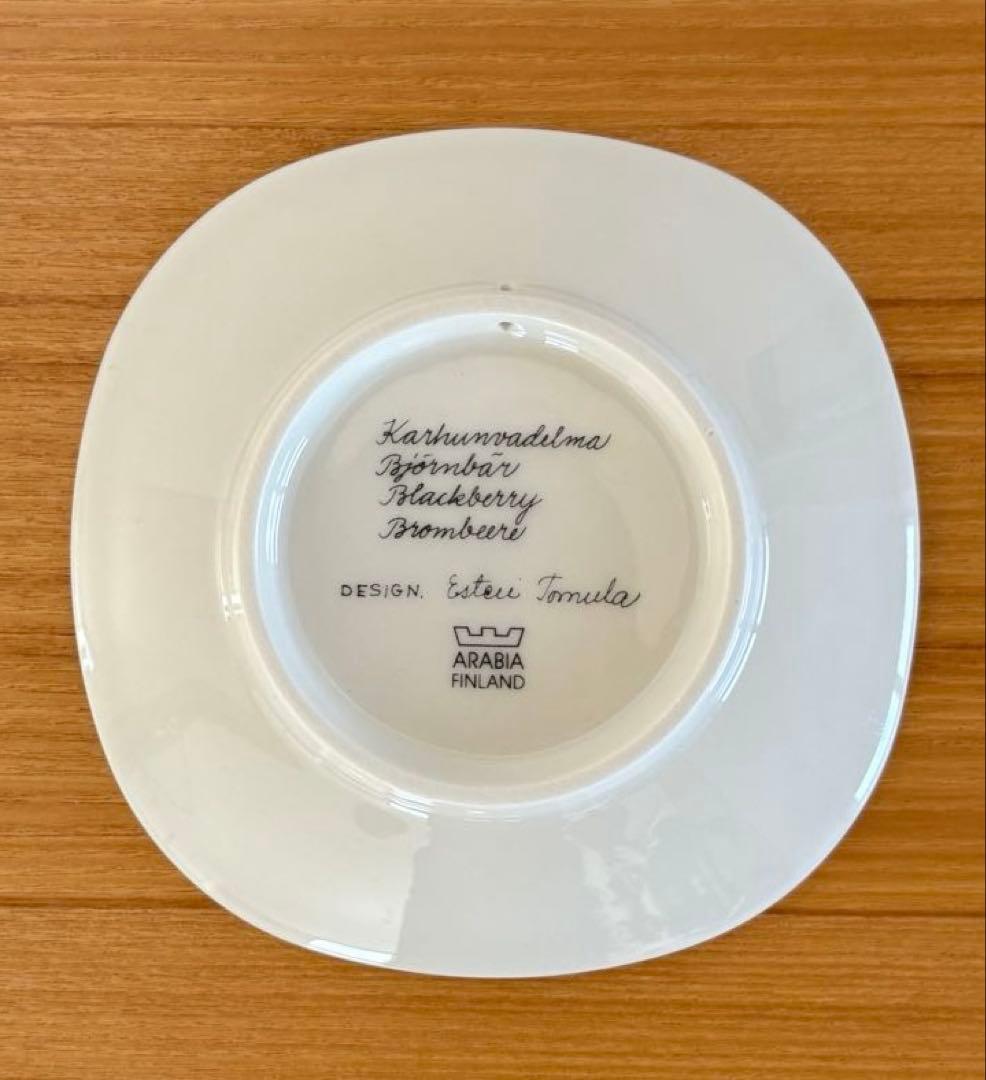 Karhunvadelma
Björnbär
Blackberry
Brombeere
DESIGN. Esteri Tomula
ARABIA
FINLAND